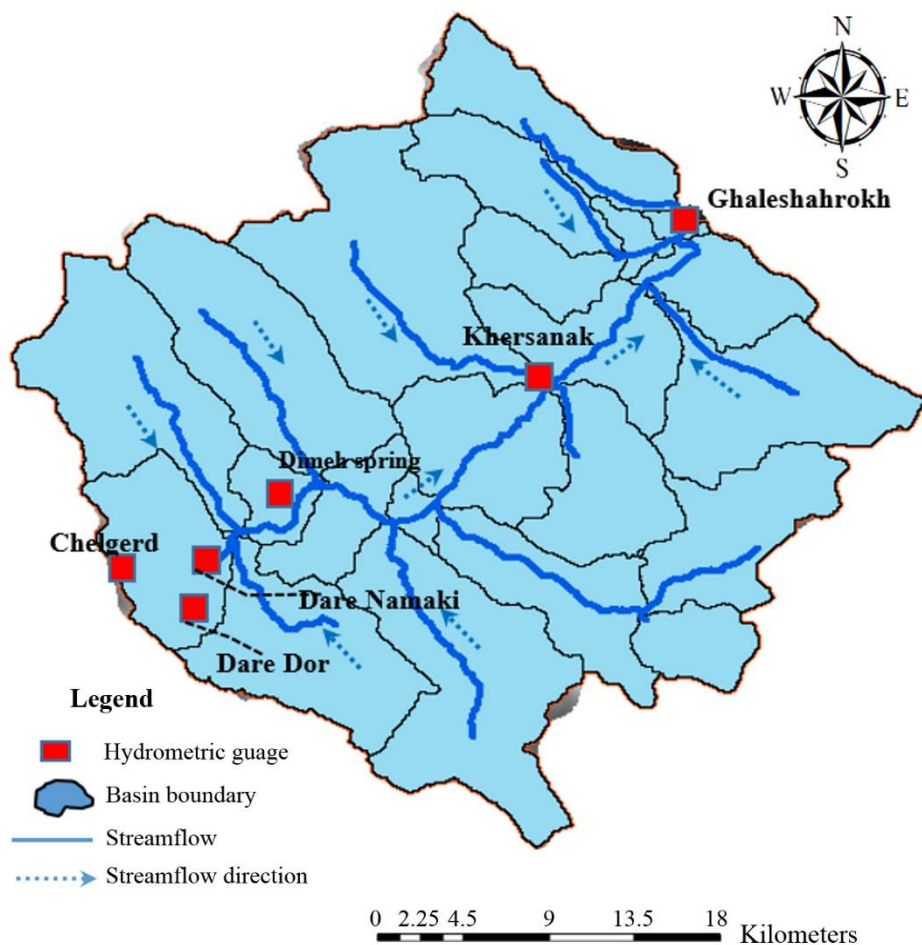 N
W E
S
Ghaleshahrokh
Khersanak
Dimeh spring
Chelgerd
Dare Namaki
Dare Dor
Legend
Hydrometric guage
Basin boundary
Streamflow
Streamflow direction
0 2.25 4.5 9 13.5 18
Kilometers